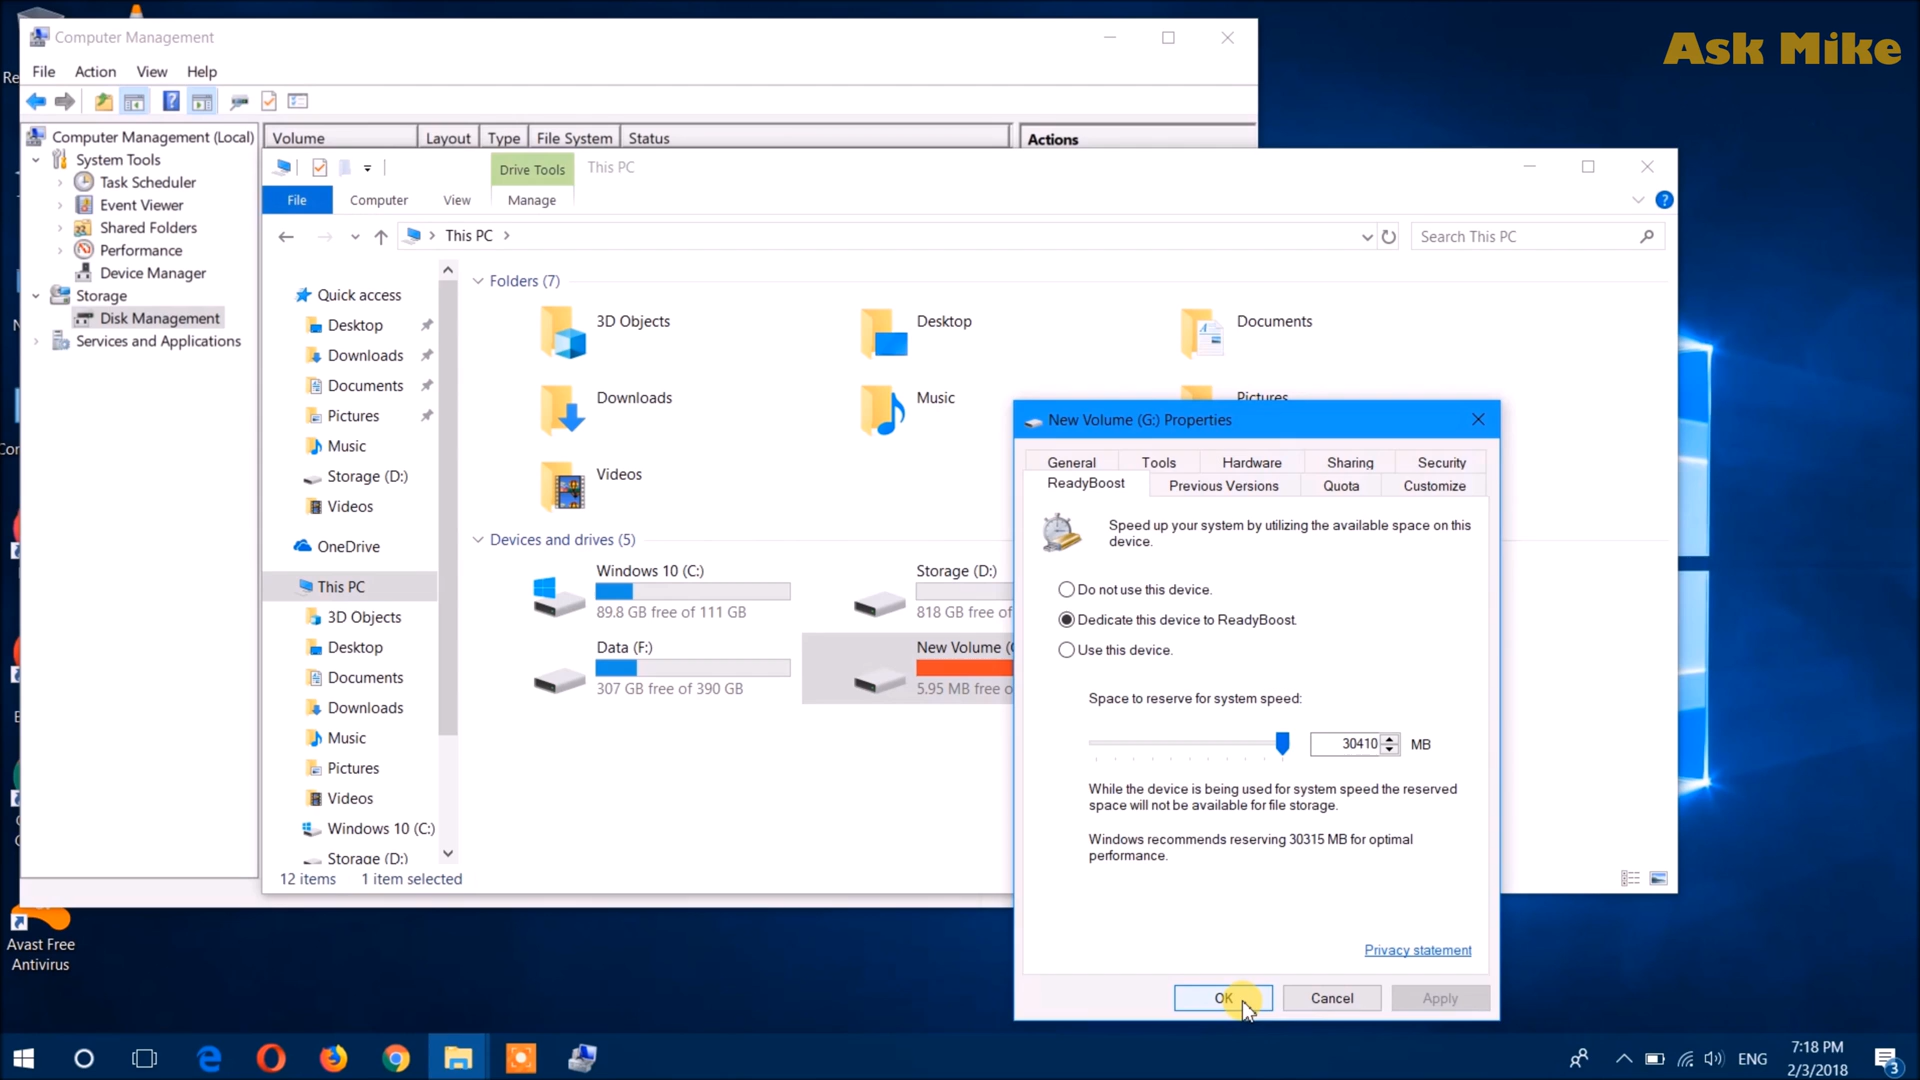 Ask Mike
Computer Management
File Action View Help
Computer Management (Local)
System Tools
Task Scheduler
Event Viewer
Shared Folders
Performance
Device Manager
Storage
Disk Management
Services and Applications
Volume Layout Type File System Status
Actions
Drive Tools
This PC
File Computer View Manage
This PC
Search This PC
Quick access
Desktop
Downloads
Documents
Pictures
Music
Storage (D:)
Videos
OneDrive
This PC
3D Objects
Desktop
Documents
Downloads
Music
Pictures
Videos
Windows 10 (C:)
Storage (D:)
Folders (7)
3D Objects
Desktop
Documents
Downloads
Music
Pictures
Videos
Devices and drives (5)
Windows 10 (C:)
89.8 GB free of 111 GB
Storage (D:)
818 GB free of
Data (F:)
307 GB free of 390 GB
New Volume
5.95 MB free
12 items 1 item selected
New Volume (G:) Properties
General Tools Hardware Sharing Security
ReadyBoost Previous Versions Quota Customize
Speed up your system by utilizing the available space on this
device.
Do not use this device.
Dedicate this device to ReadyBoost.
Use this device.
Space to reserve for system speed:
30410 MB
While the device is being used for system speed the reserved
space will not be available for file storage.
Windows recommends reserving 30315 MB for optimal
performance.
Privacy statement
OK Cancel Apply
Avast Free
Antivirus
ENG
7:18 PM
2/3/2018
3